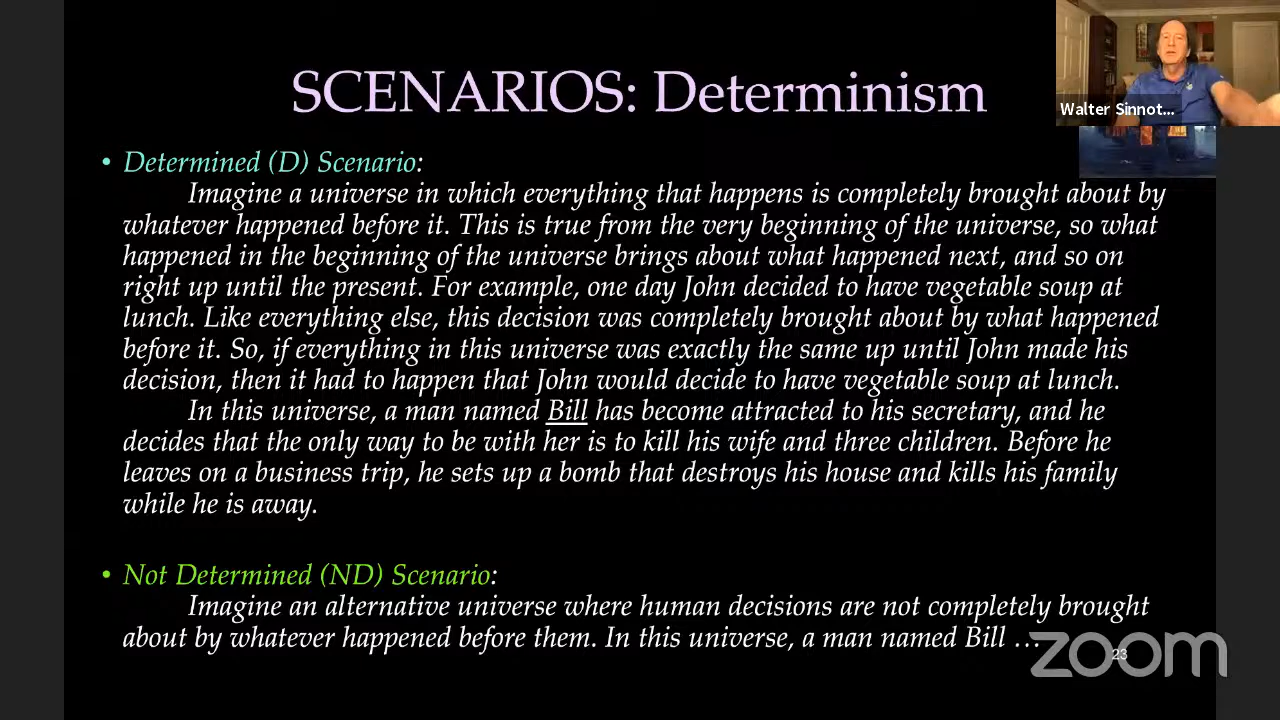 SCENARIOS: Determinism
Walter Sinnot...
• Determined (D) Scenario:
Imagine a universe in which everything that happens is completely brought about by
whatever happened before it. This is true from the very beginning of the universe, so what
happened in the beginning of the universe brings about what happened next, and so on
right up until the present. For example, one day John decided to have vegetable soup at
lunch. Like everything else, this decision was completely brought about by what happened
before it. So, if everything in this universe was exactly the same up until John made his
decision, then it had to happen that John would decide to have vegetable soup at lunch.
In this universe, a man named Bill has become attracted to his secretary, and he
decides that the only way to be with her is to kill his wife and three children. Before he
leaves on a business trip, he sets up a bomb that destroys his house and kills his family
while he is away.
• Not Determined (ND) Scenario:
Imagine an alternative universe where human decisions are not completely brought
about by whatever happened before them. In this universe, a man named Bill …
23
zoom